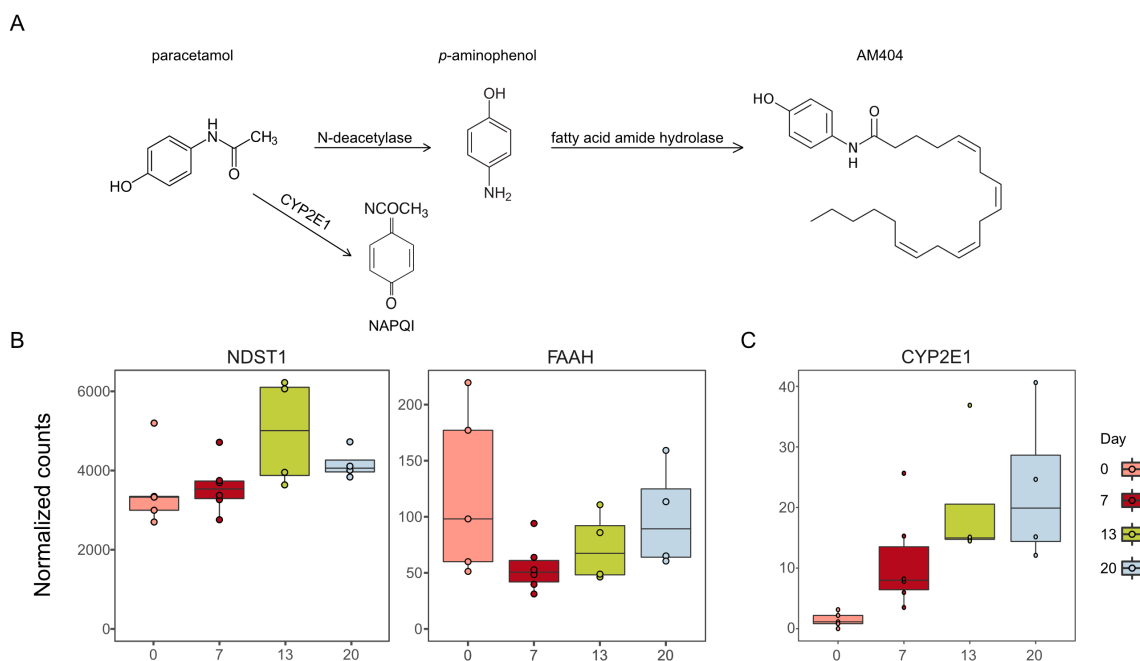 A
paracetamol
p-aminophenol
AM404
OH
HO
H
N
CH3
O
N-deacetylase
fatty acid amide hydrolase
HO
O
N
H
NH2
CYP2E1
NCOCH3
O
NAPQI
B
C
NDST1
FAAH
CYP2E1
Normalized counts
6000
4000
2000
0
0 7 13 20
200
150
100
50
0
0 7 13 20
40
30
20
10
0
0 7 13 20
Day
0
7
13
20